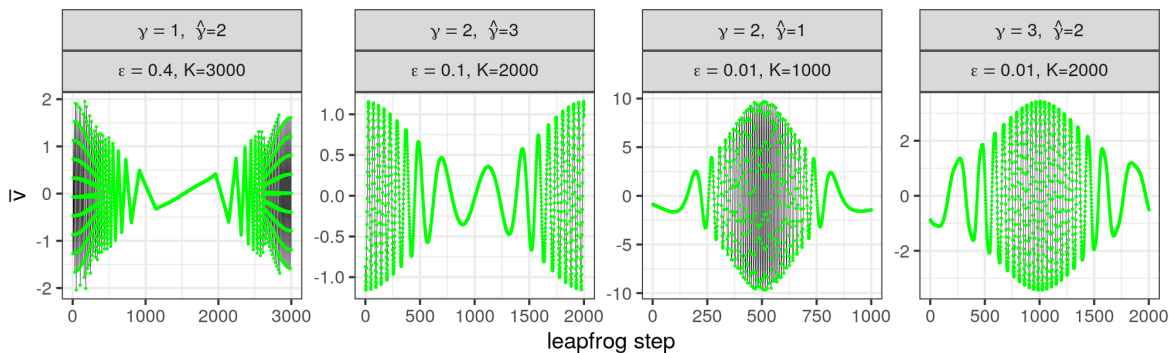 γ = 1, γ̂=2
ε = 0.4, K=3000
γ = 2, γ̂=3
ε = 0.1, K=2000
γ = 2, γ̂=1
ε = 0.01, K=1000
γ = 3, γ̂=2
ε = 0.01, K=2000
v̅
2
1
0
-1
-2
0 1000 2000 3000
1.0
0.5
0.0
-0.5
-1.0
0 500 1000 1500 2000
10
5
0
-5
-10
0 250 500 750 1000
2
0
-2
0 500 1000 1500 2000
leapfrog step